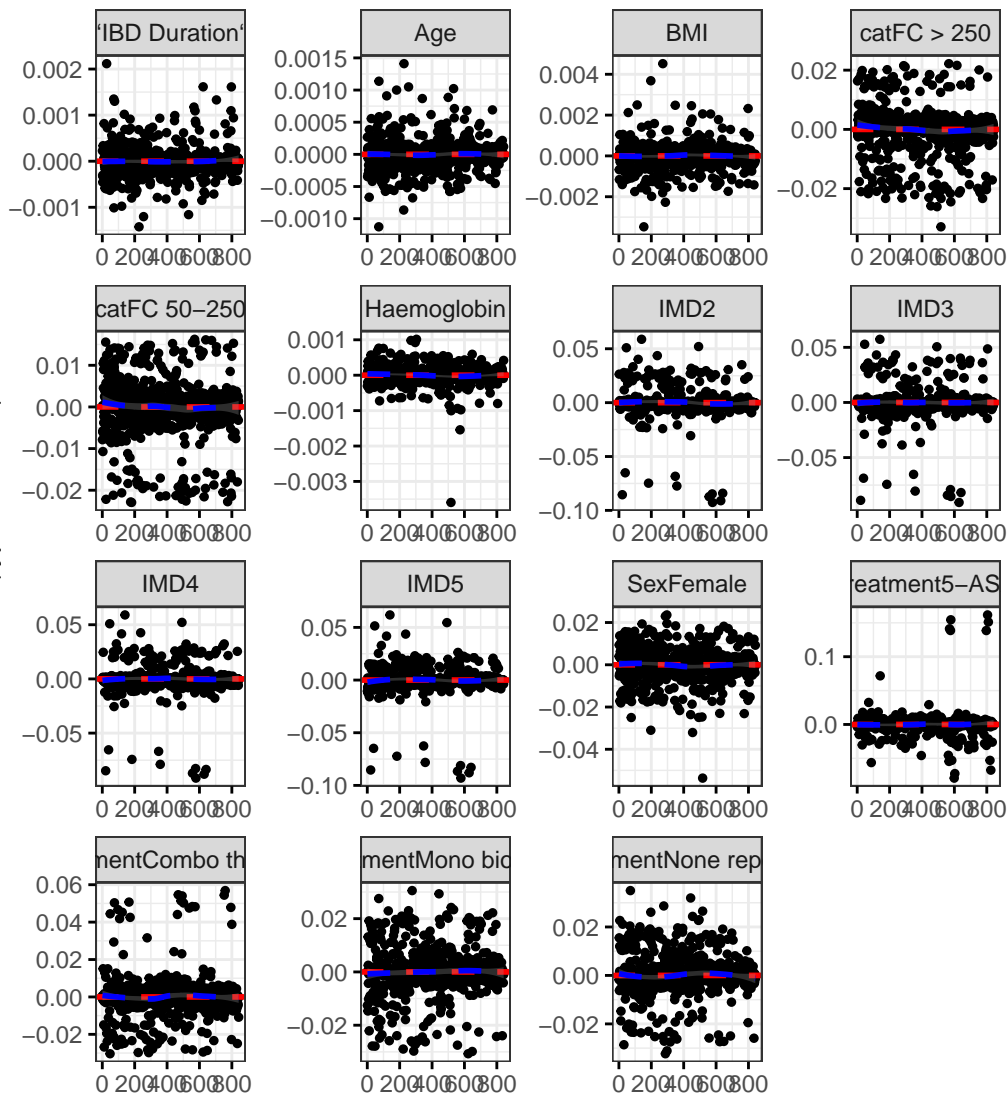 ‘IBD Duration‘ Age BMI catFC > 250
0.002 0.0015 0.004 0.02
0.001 0.0010 0.002
0.0005
0.000 0.0000 0.000 0.00
−0.0005 −0.002 −0.02
−0.001 −0.0010
0 200 400 600 800 0 200 400 600 800 0 200 400 600 800 0 200 400 600 800
catFC 50−250 Haemoglobin IMD2 IMD3
0.01 0.001 0.05 0.05
0.00 0.000 0.00 0.00
−0.01 −0.001 −0.05 −0.05
−0.02 −0.003 −0.10
0 200 400 600 800 0 200 400 600 800 0 200 400 600 800 0 200 400 600 800
IMD4 IMD5 SexFemale reatment5−AS
0.05 0.05 0.02 0.1
0.00 0.00 0.00 0.0
−0.05 −0.05 −0.02
−0.10 −0.04
0 200 400 600 800 0 200 400 600 800 0 200 400 600 800 0 200 400 600 800
mentCombo th mentMono bio mentNone rep
0.06
0.04 0.02 0.02
0.02
0.00 0.00 0.00
−0.02 −0.02 −0.02
0 200 400 600 800 0 200 400 600 800 0 200 400 600 800